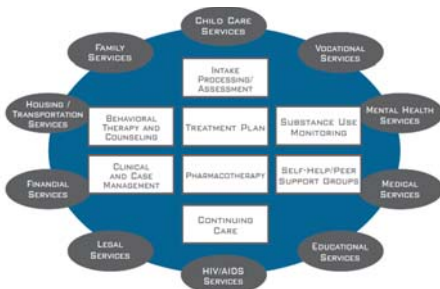 CHILD CARE
SERVICES
FAMILY
SERVICES
VOCATIONAL
SERVICES
INTAKE
PROCESSING/
ASSESSMENT
HOUSING /
TRANSPORTATION
SERVICES
BEHAVIORAL
THERAPY AND
COUNSELING
TREATMENT PLAN
SUBSTANCE USE
MONITORING
MENTAL HEALTH
SERVICES
CLINICAL
AND CASE
MANAGEMENT
PHARMACOTHERAPY
SELF-HELP/PEER
SUPPORT GROUPS
FINANCIAL
SERVICES
MEDICAL
SERVICES
CONTINUING
CARE
LEGAL
SERVICES
EDUCATIONAL
SERVICES
HIV/AIDS
SERVICES